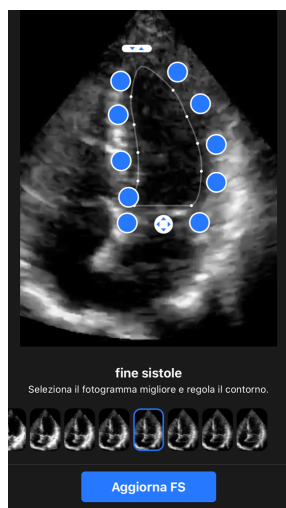 fine sistole
Seleziona il fotogramma migliore e regola il contorno.
Aggiorna FS